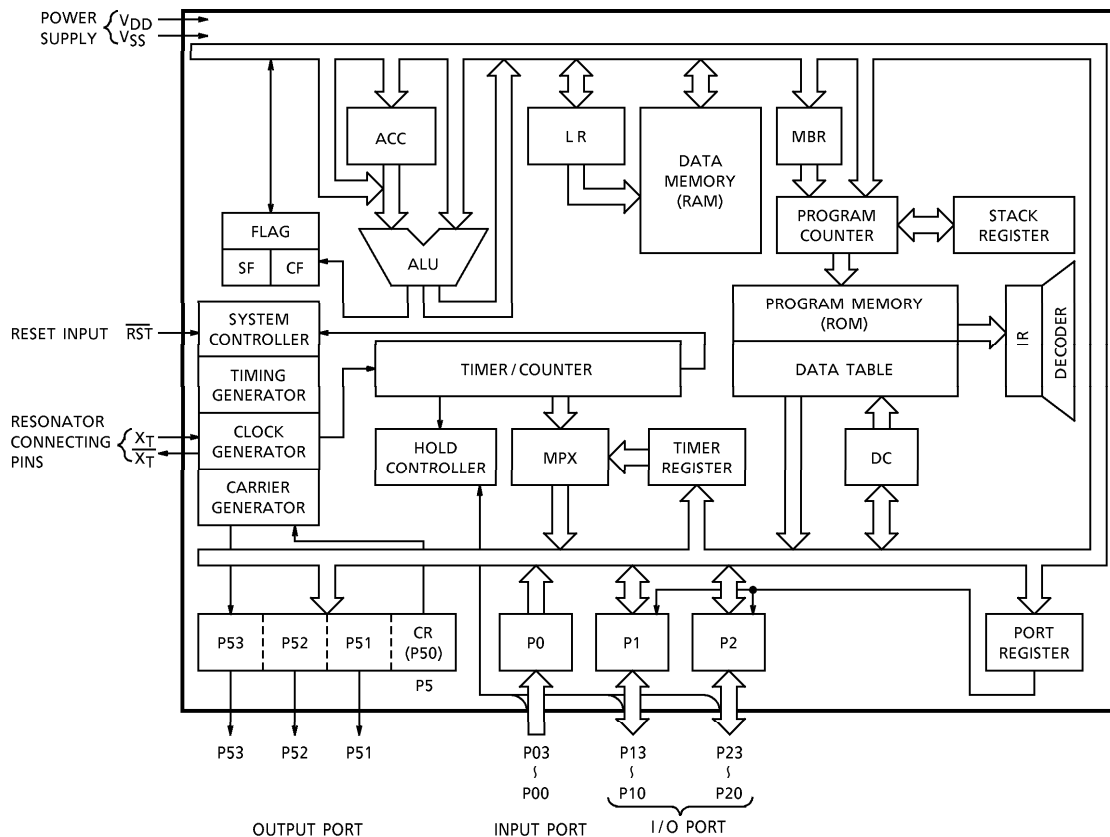 POWER SUPPLY { VDD
VSS
ACC
LR
DATA MEMORY (RAM)
MBR
FLAG
SF CF
ALU
PROGRAM COUNTER
STACK REGISTER
RESET INPUT RST
SYSTEM CONTROLLER
TIMING GENERATOR
CLOCK GENERATOR
CARRIER GENERATOR
TIMER/COUNTER
PROGRAM MEMORY (ROM)
DATA TABLE
IR
DECODER
RESONATOR CONNECTING PINS { XT
XT
HOLD CONTROLLER
MPX
TIMER REGISTER
DC
P53 P52 P51 CR (P50)
P5
P0
P1
P2
PORT REGISTER
P53 P52 P51
P03 ~ P00
P13 ~ P10
P23 ~ P20
OUTPUT PORT
INPUT PORT
I/O PORT